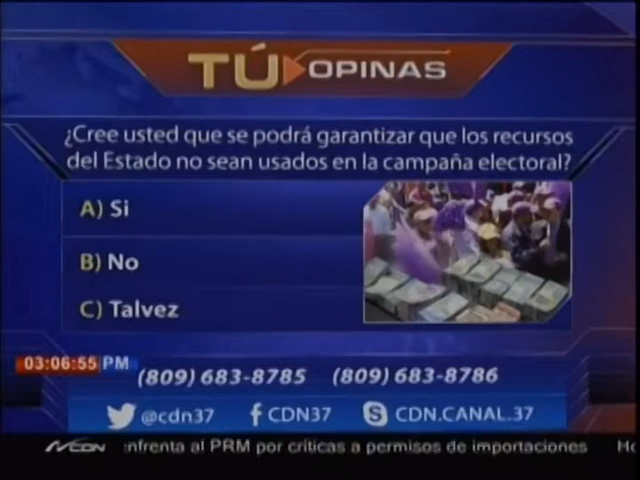 TÚ OPINAS
¿Cree usted que se podrá garantizar que los recursos
del Estado no sean usados en la campaña electoral?
A) Si
B) No
C) Talvez
03:06:55 PM
(809) 683-8785 (809) 683-8786
@cdn37 CDN37 CDN.CANAL.37
CDN nfrenta al PRM por críticas a permisos de importaciones